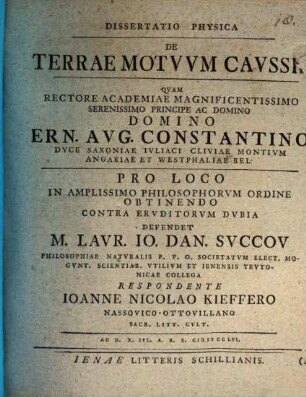 DISSERTATIO PHYSICA
DE
TERRAE MOTVVM CAVSSI
QVAM
RECTORE ACADEMIAE MAGNIFICENTISSIMO
SERENISSIMO PRINCIPE AC DOMINO
DOMINO
ERN. AVG. CONSTANTINO
DVCE SAXONIAE IVLIACI CLIVIAE MONTIVM
ANGARIAE ET WESTPHALIAE REL.
PRO LOCO
IN AMPLISSIMO PHILOSOPHORVM ORDINE
OBTINENDO
CONTRA ERVDITORVM DVBIA
DEFENDET
M. LAVR. IO. DAN. SVCCOV
PHILOSOPHIAE NATVRALIS P. P. O. SOCIETATVM ELECT. MO-
GVNT. SCIENTIAR. VTILIVM ET IENENSIS TEVTO-
NICAE COLLEGA
RESPONDENTE
IOANNE NICOLAO KIEFFERO
NASSOVICO-OTTOVILLANO
SACR. LITT. CVLT.
AD D. X. IVL. A. R. S. CIƆIƆCCLVI.
IENAE LITTERIS SCHILLIANIS.